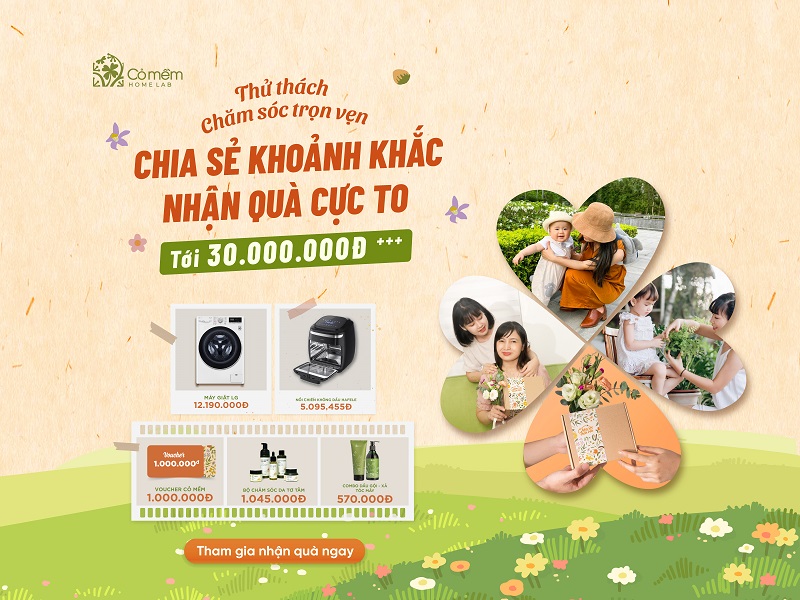 Cỏ mềm
HOME LAB
Thử thách
Chăm sóc trọn vẹn
CHIA SẺ KHOẢNH KHẮC
NHẬN QUÀ CỰC TO
Tới 30.000.000Đ +++
MÁY GIẶT LG
12.190.000Đ
NỒI CHIÊN KHÔNG DẦU HAFELE
5.095.455Đ
Voucher
1.000.000đ
VOUCHER CỎ MỀM
1.000.000Đ
BỘ CHĂM SÓC DA TƠ TẰM
1.045.000Đ
COMBO DẦU GỘI - XẢ
TÓC MÂY
570.000Đ
Tham gia nhận quà ngay